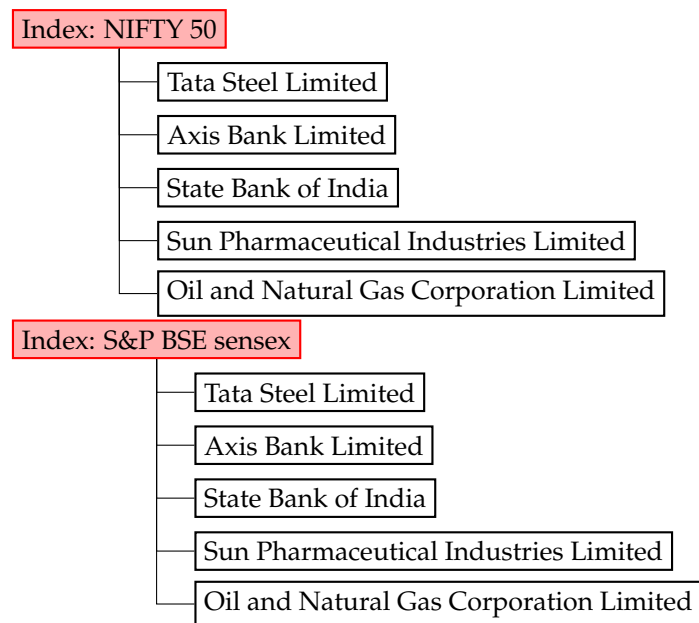 Index: NIFTY 50
Tata Steel Limited
Axis Bank Limited
State Bank of India
Sun Pharmaceutical Industries Limited
Oil and Natural Gas Corporation Limited
Index: S&P BSE sensex
Tata Steel Limited
Axis Bank Limited
State Bank of India
Sun Pharmaceutical Industries Limited
Oil and Natural Gas Corporation Limited